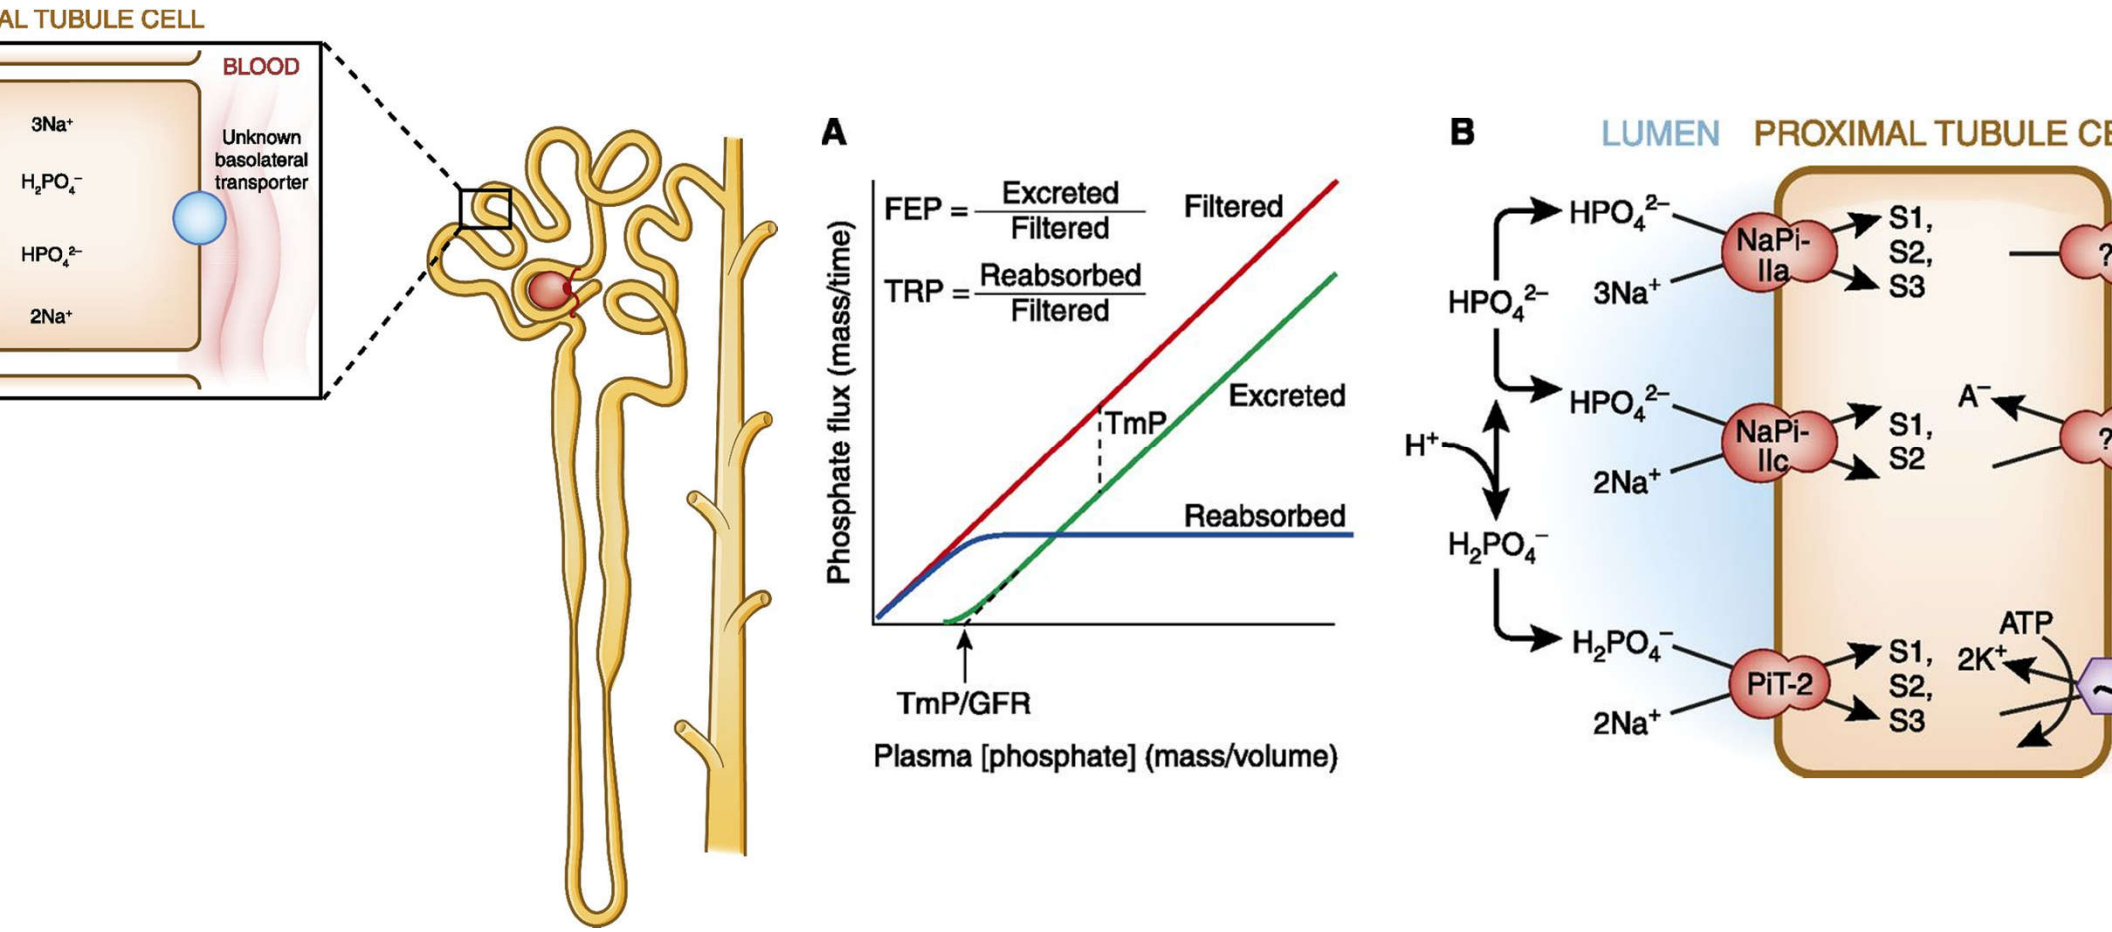 AL TUBULE CELL
BLOOD
3Na⁺
Unknown
basolateral
transporter
H₂PO₄⁻
HPO₄²⁻
2Na⁺
A
FEP = Excreted / Filtered
TRP = Reabsorbed / Filtered
Filtered
Excreted
TmP
Reabsorbed
Phosphate flux (mass/time)
TmP/GFR
Plasma [phosphate] (mass/volume)
B
LUMEN
PROXIMAL TUBULE CE
HPO₄²⁻
NaPi-
IIa
3Na⁺
S1,
S2,
S3
?
HPO₄²⁻
HPO₄²⁻
NaPi-
IIc
2Na⁺
S1,
S2
A⁻
?
H⁺
H₂PO₄⁻
H₂PO₄⁻
PiT-2
2Na⁺
S1,
S2,
S3
ATP
2K⁺
~